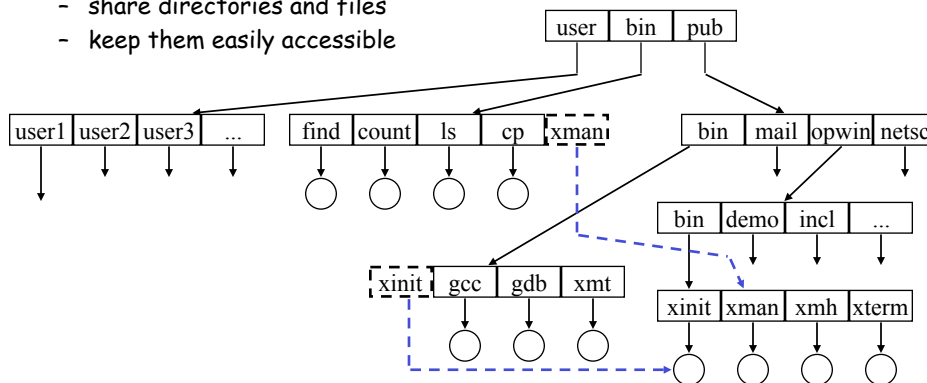 – share directories and files
– keep them easily accessible
user bin pub
user1 user2 user3 ...
find count ls cp xman
bin mail opwin netsc
bin demo incl ...
xinit gcc gdb xmt
xinit xman xmh xterm